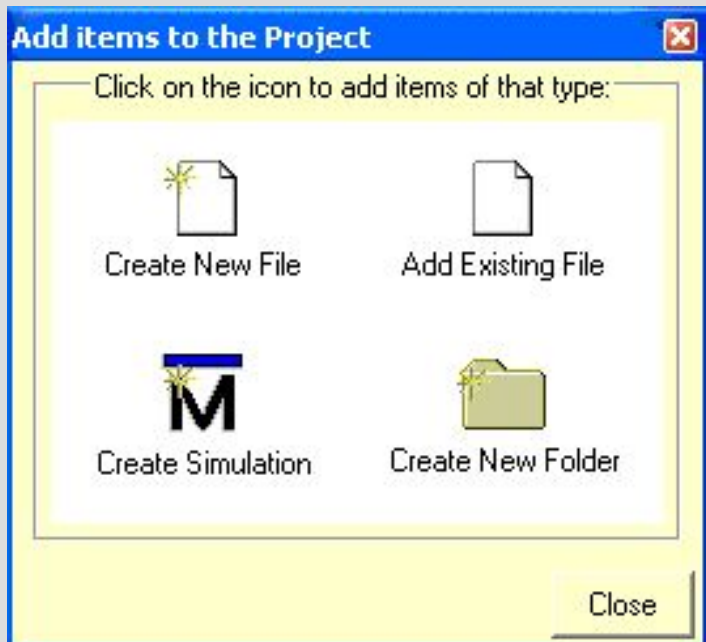 Add items to the Project
Click on the icon to add items of that type:
Create New File
Add Existing File
M
Create Simulation
Create New Folder
Close